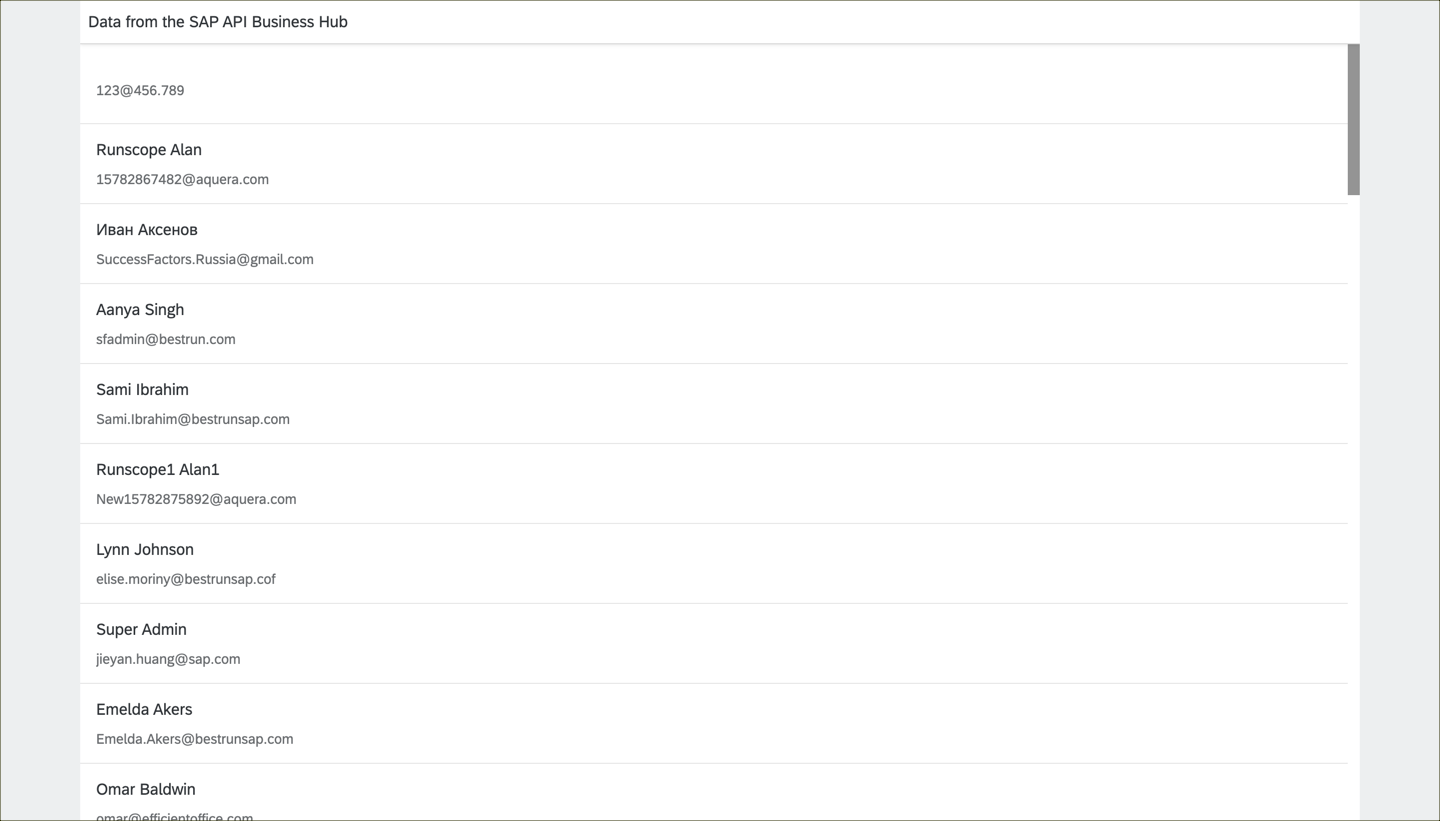 Data from the SAP API Business Hub
123@456.789
Runscope Alan
15782867482@aquera.com
Иван Аксенов
SuccessFactors.Russia@gmail.com
Aanya Singh
sfadmin@bestrun.com
Sami Ibrahim
Sami.Ibrahim@bestrunsap.com
Runscope1 Alan1
New15782875892@aquera.com
Lynn Johnson
elise.moriny@bestrunsap.cof
Super Admin
jieyan.huang@sap.com
Emelda Akers
Emelda.Akers@bestrunsap.com
Omar Baldwin
omar@efficientoffice.com